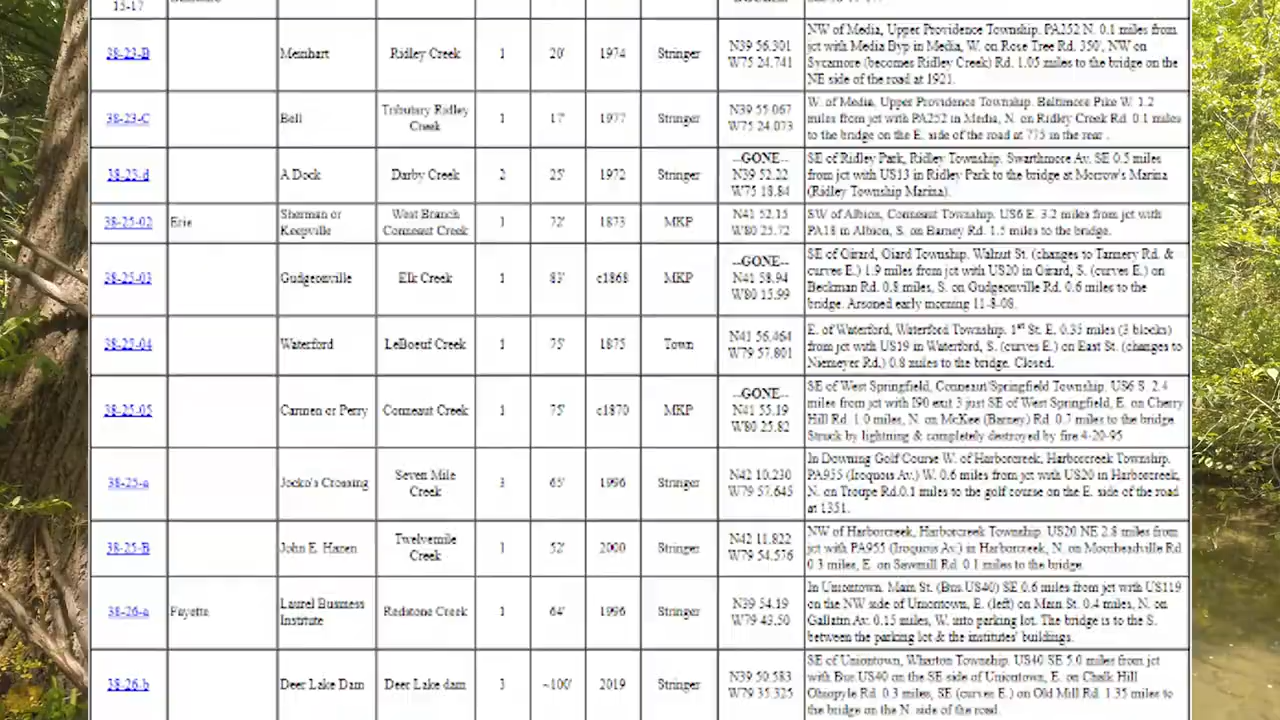 15-17
38-23-B Meinhart Ridley Creek 1 20' 1974 Stringer N39 56.301 W75 24.741
NW of Media, Upper Providence Township. PA252 N. 0.1 miles from
jct with Media Byp in Media, W. on Rose Tree Rd. 350', NW on
Sycamore (becomes Ridley Creek) Rd. 1.05 miles to the bridge on the
NE side of the road at 1921.
38-23-C Bell Tributary Ridley Creek 1 17' 1977 Stringer N39 55.067 W75 24.073
W. of Media, Upper Providence Township. Baltimore Pike W. 1.2
miles from jct with PA252 in Media, N. on Ridley Creek Rd. 0.1 miles
to the bridge on the E. side of the road at 775 in the rear .
38-23-d A Dock Darby Creek 2 25' 1972 Stringer --GONE-- N39 52.22 W75 18.84
SE of Ridley Park, Ridley Township. Swarthmore Av. SE 0.5 miles
from jct with US13 in Ridley Park to the bridge at Morrow's Marina
(Ridley Township Marina).
38-25-02 Erie Sherman or Keepville West Branch Conneaut Creek 1 72' 1873 MKP N41 52.15 W80 25.72
SW of Albion, Conneaut Township. US6 E. 3.2 miles from jct with
PA18 in Albion, S. on Barney Rd. 1.5 miles to the bridge.
38-25-03 Gudgeonville Elk Creek 1 83' c1868 MKP --GONE-- N41 58.94 W80 15.99
SE of Girard, Giard Township. Walnut St. (changes to Tannery Rd. &
curves E.) 1.9 miles from jct with US20 in Girard, S. (curves E.) on
Beckman Rd. 0.8 miles, S. on Gudgeonville Rd. 0.6 miles to the
bridge. Arsoned early morning 11-8-08.
38-25-04 Waterford LeBoeuf Creek 1 75' 1875 Town N41 56.464 W79 57.801
E. of Waterford, Waterford Township. 1st St. E. 0.35 miles (3 blocks)
from jct with US19 in Waterford, S. (curves E.) on East St. (changes to
Niemeyer Rd.) 0.8 miles to the bridge. Closed.
38-25-05 Carmen or Perry Conneaut Creek 1 75' c1870 MKP --GONE-- N41 55.19 W80 25.82
SE of West Springfield, Conneaut/Springfield Township. US6 S. 2.4
miles from jct with I90 exit 3 just SE of West Springfield, E. on Cherry
Hill Rd. 1.0 miles, N. on McKee (Barney) Rd. 0.7 miles to the bridge
Struck by lightning & completely destroyed by fire 4-20-95
38-25-a Jocko's Crossing Seven Mile Creek 3 65' 1996 Stringer N42 10.230 W79 57.645
In Downing Golf Course W. of Harborcreek, Harborcreek Township.
PA955 (Iroquois Av.) W. 0.6 miles from jct with US20 in Harborcreek,
N. on Troupe Rd.0.1 miles to the golf course on the E. side of the road
at 1351.
38-25-B John E. Hazen Twelvemile Creek 1 52' 2000 Stringer N42 11.822 W79 54.576
NW of Harborcreek, Harborcreek Township. US20 NE 2.8 miles from
jct with PA955 (Iroquois Av.) in Harborcreek, N. on Moorheadville Rd
0.3 miles, E. on Sawmill Rd. 0.1 miles to the bridge.
38-26-a Fayette Laurel Business Institute Redstone Creek 1 64' 1996 Stringer N39 54.19 W79 43.50
In Uniontown, Main St. (Bus.US40) SE 0.6 miles from jct with US119
on the NW side of Uniontown, E. (left) on Main St. 0.4 miles, N. on
Gallatin Av. 0.15 miles, W. into parking lot. The bridge is to the S.
between the parking lot & the institutes' buildings.
38-26-b Deer Lake Dam Deer Lake dam 3 ~100' 2019 Stringer N39 50.583 W79 35.325
SE of Uniontown, Wharton Township. US40 SE 5.0 miles from jct
with Bus US40 on the SE side of Uniontown, E. on Chalk Hill
Ohiopyle Rd. 0.3 miles, SE (curves E.) on Old Mill Rd. 1.35 miles to
the bridge on the N. side of the road.